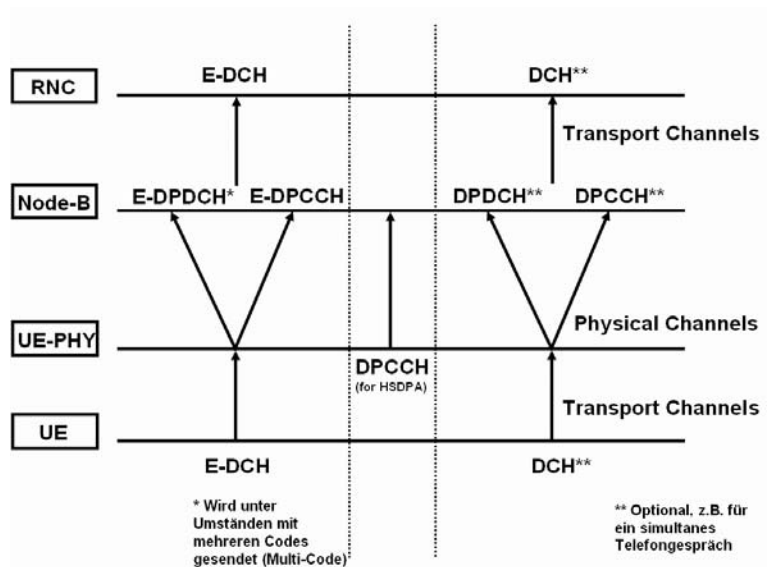 E-DCH
DCH**
RNC
Transport Channels
E-DPDCH*
E-DPCCH
DPDCH**
DPCCH**
Node-B
Physical Channels
UE-PHY
DPCCH
(for HSDPA)
Transport Channels
UE
E-DCH
DCH**
* Wird unter
Umständen mit
mehreren Codes
gesendet (Multi-Code)
** Optional, z.B. für
ein simultanes
Telefongespräch